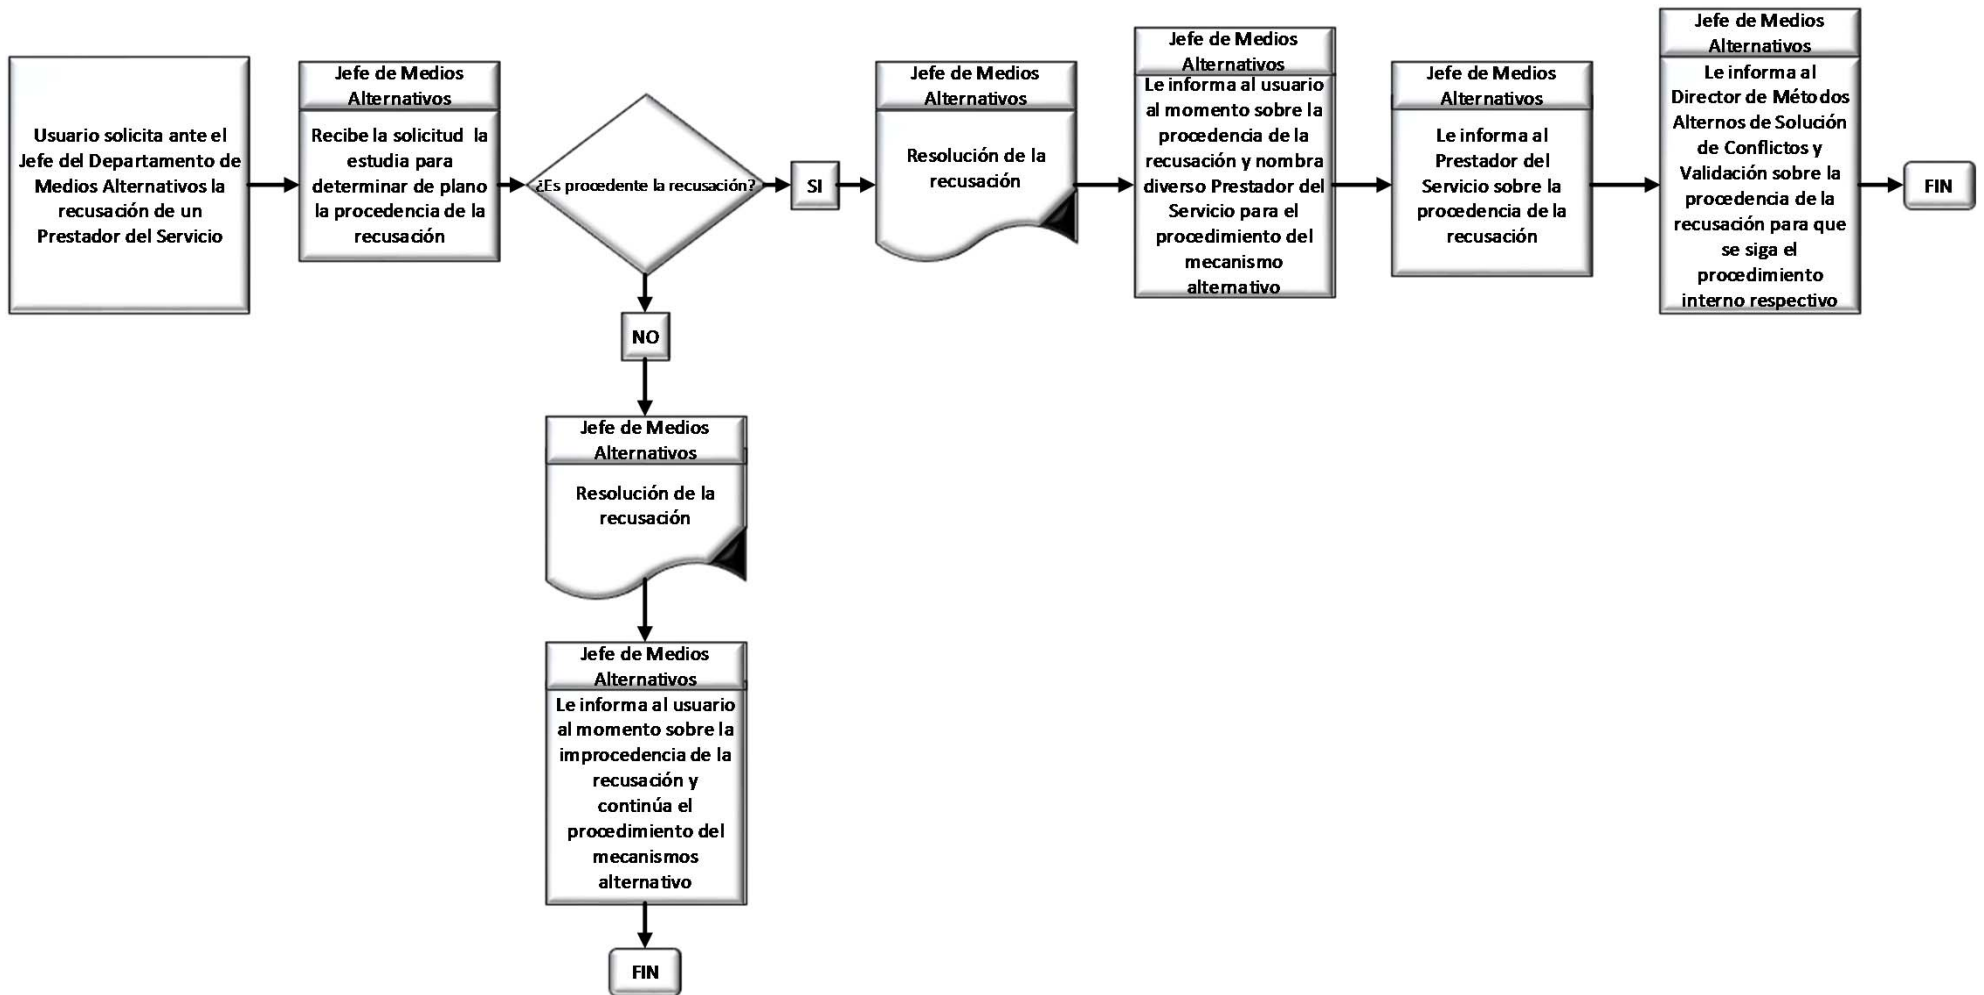 Usuario solicita ante el
Jefe del Departamento de
Medios Alternativos la
recusación de un
Prestador del Servicio
Jefe de Medios
Alternativos
Recibe la solicitud la
estudia para
determinar de plano
la procedencia de la
recusación
¿Es procedente la recusación?
SI
Jefe de Medios
Alternativos
Resolución de la
recusación
Jefe de Medios
Alternativos
Le informa al usuario
al momento sobre la
procedencia de la
recusación y nombra
diverso Prestador del
Servicio para el
procedimiento del
mecanismo
alternativo
Jefe de Medios
Alternativos
Le informa al
Prestador del
Servicio sobre la
procedencia de la
recusación
Jefe de Medios
Alternativos
Le informa al
Director de Métodos
Alternos de Solución
de Conflictos y
Validación sobre la
procedencia de la
recusación para que
se siga el
procedimiento
interno respectivo
FIN
NO
Jefe de Medios
Alternativos
Resolución de la
recusación
Jefe de Medios
Alternativos
Le informa al usuario
al momento sobre la
improcedencia de la
recusación y
continúa el
procedimiento del
mecanismos
alternativo
FIN